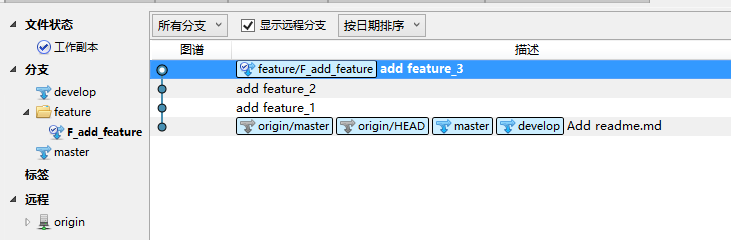 文件状态
工作副本
分支
develop
feature
F_add_feature
master
标签
远程
origin
所有分支 显示远程分支 按日期排序
图谱 描述
feature/F_add_feature add feature_3
add feature_2
add feature_1
origin/master origin/HEAD master develop Add readme.md